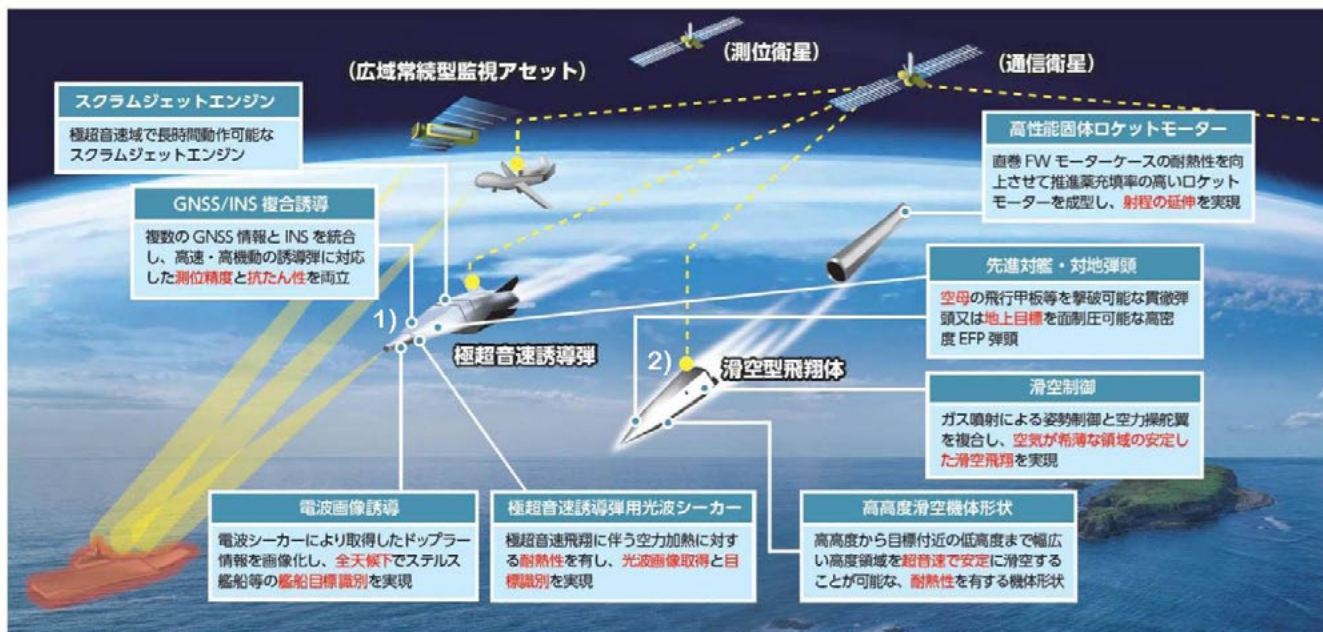 (測位衛星)
(広域常続型監視アセット)
(通信衛星)
スクラムジェットエンジン
極超音速域で長時間動作可能な
スクラムジェットエンジン
高性能固体ロケットモーター
直巻 FW モーターケースの耐熱性を向
上させて推進薬充填率の高いロケット
モーターを成型し、射程の延伸を実現
GNSS/INS 複合誘導
複数の GNSS 情報と INS を統合
し、高速・高機動の誘導弾に対応
した測位精度と抗たん性を両立
先進対艦・対地弾頭
空母の飛行甲板等を撃破可能な貫徹弾
頭又は地上目標を面制圧可能な高密
度 EFP 弾頭
1)
極超音速誘導弾
2)
滑空型飛翔体
滑空制御
ガス噴射による姿勢制御と空力操舵翼
を複合し、空気が希薄な領域の安定し
た滑空飛翔を実現
電波画像誘導
電波シーカーにより取得したドップラー
情報を画像化し、全天候下でステルス
艦船等の艦船目標識別を実現
極超音速誘導弾用光波シーカー
極超音速飛翔に伴う空力加熱に対す
る耐熱性を有し、光波画像取得と目
標識別を実現
高高度滑空機体形状
高高度から目標付近の低高度まで幅広
い高度領域を超音速で安定に滑空する
ことが可能な、耐熱性を有する機体形状